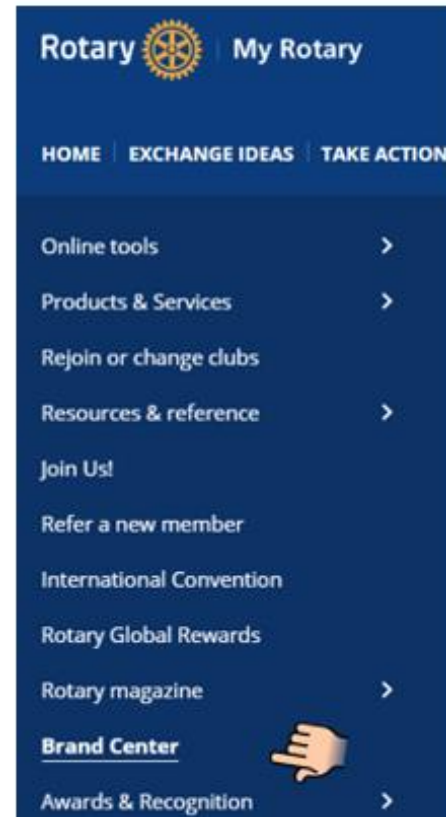 Rotary My Rotary
HOME EXCHANGE IDEAS TAKE ACTION
Online tools
Products & Services
Rejoin or change clubs
Resources & reference
Join Us!
Refer a new member
International Convention
Rotary Global Rewards
Rotary magazine
Brand Center
Awards & Recognition